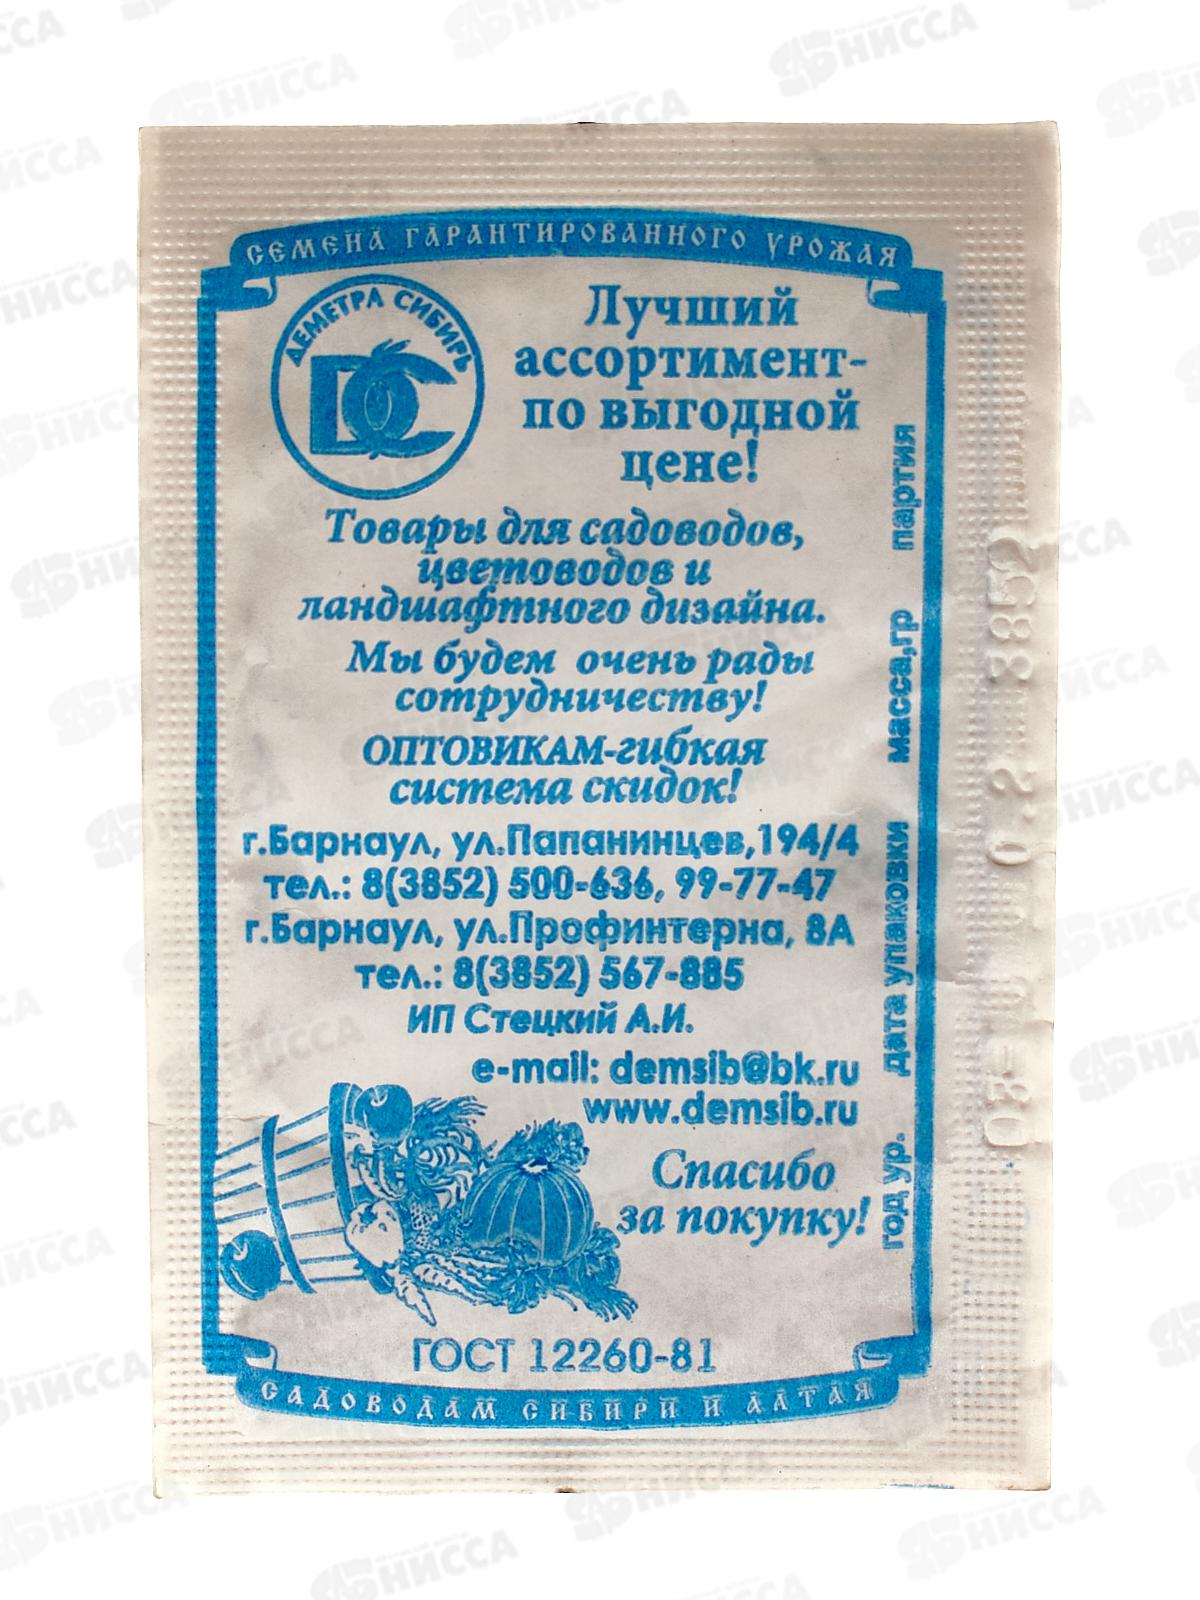 СЕМЕНА ГАРАНТИРОВАННОГО УРОЖАЯ
ДЕМЕТРА СИБИРЬ
ДС
Лучший
ассортимент-
по выгодной
цене!
Товары для садоводов,
цветоводов и
ландшафтного дизайна.
Мы будем очень рады
сотрудничеству!
ОПТОВИКАМ-гибкая
система скидок!
г.Барнаул, ул.Папанинцев,194/4
тел.: 8(3852) 500-636, 99-77-47
г.Барнаул, ул.Профинтерна, 8А
тел.: 8(3852) 567-885
ИП Стецкий А.И.
e-mail: demsib@bk.ru
www.demsib.ru
Спасибо
за покупку!
ГОСТ 12260-81
САДОВОДАМ СИБИРИ И АЛТАЯ
год ур. дата упаковки масса,гр партия
0.2 3852
НИССА